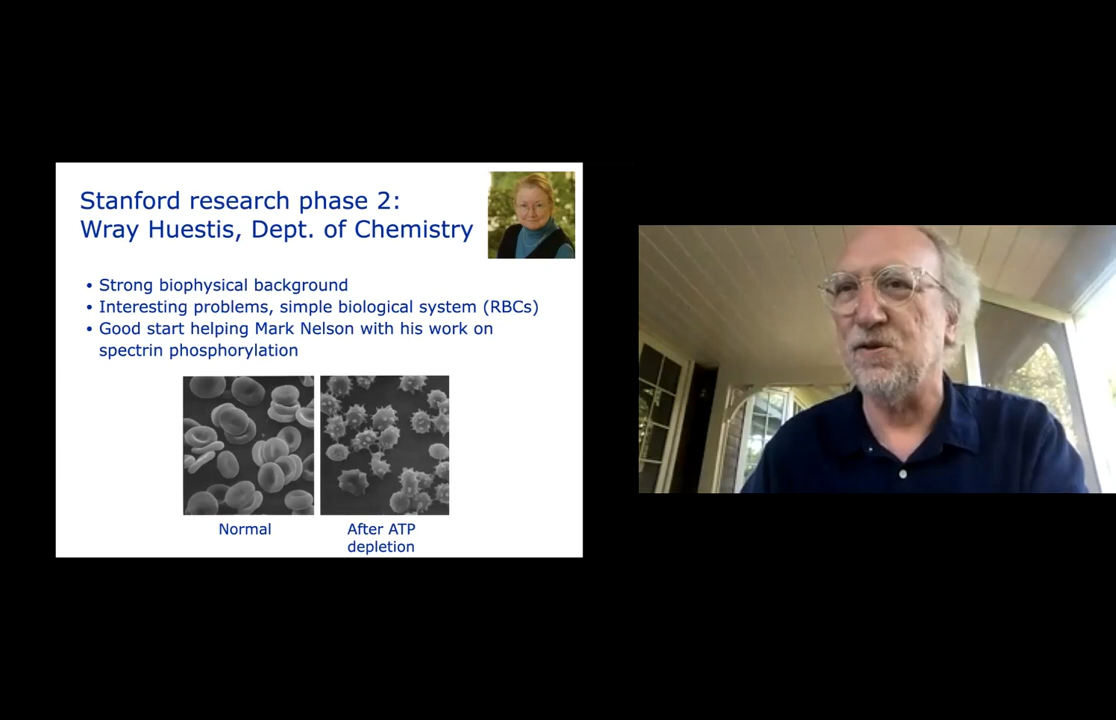 Stanford research phase 2:
Wray Huestis, Dept. of Chemistry
• Strong biophysical background
• Interesting problems, simple biological system (RBCs)
• Good start helping Mark Nelson with his work on
spectrin phosphorylation
Normal
After ATP
depletion